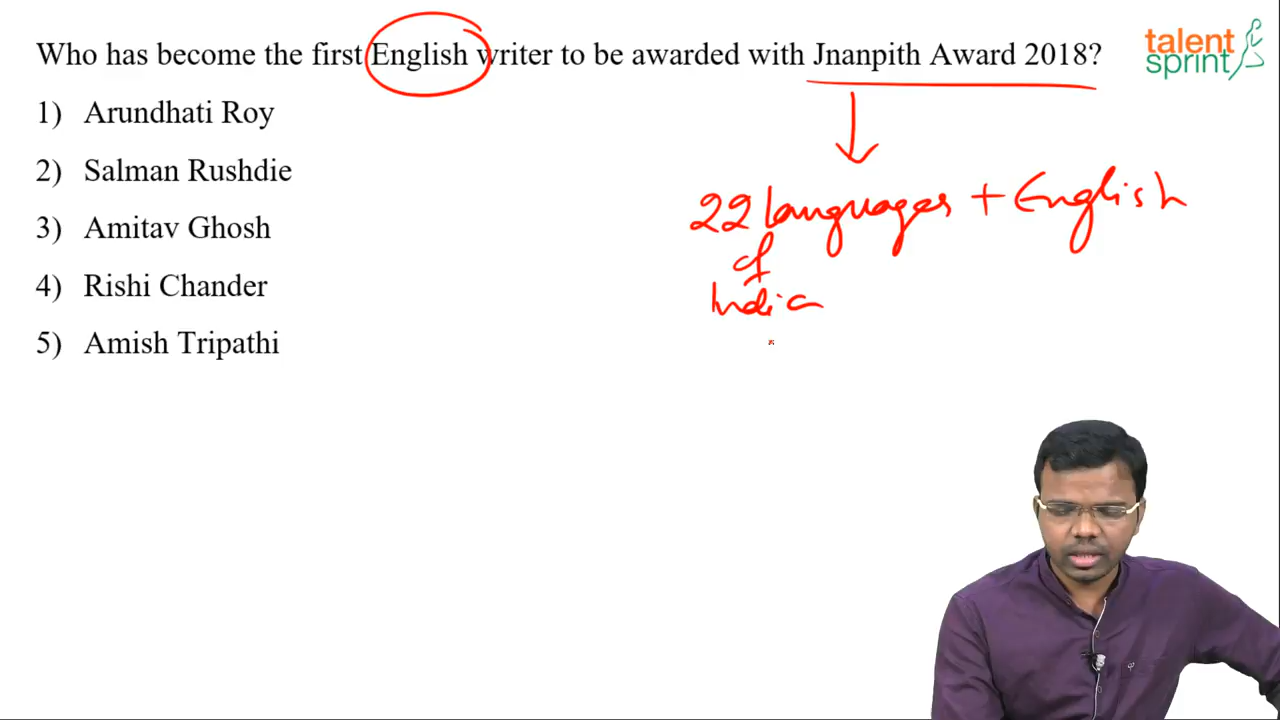 Who has become the first English writer to be awarded with Jnanpith Award 2018?
talent
sprint
1) Arundhati Roy
2) Salman Rushdie
3) Amitav Ghosh
4) Rishi Chander
5) Amish Tripathi
22 languages + English
of
India